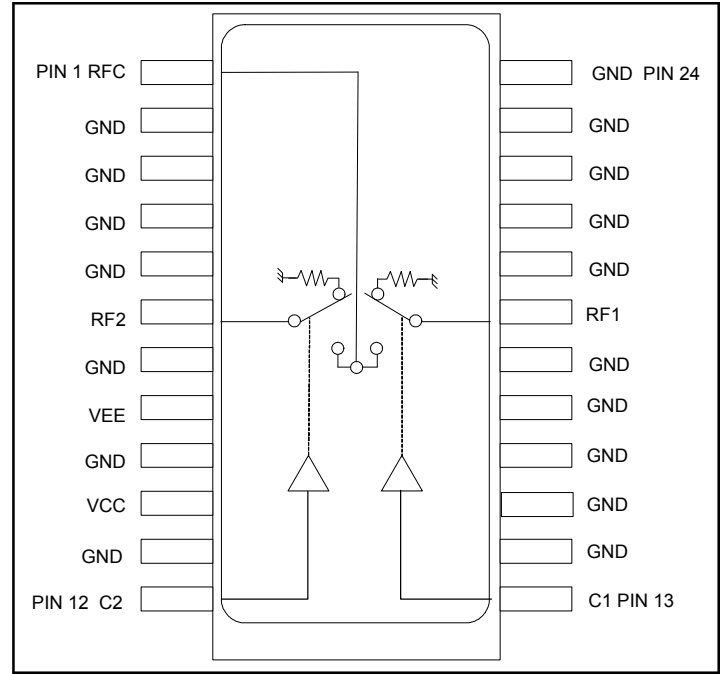 PIN 1 RFC
GND
GND
GND
GND
RF2
GND
VEE
GND
VCC
GND
PIN 12 C2
GND PIN 24
GND
GND
GND
GND
RF1
GND
GND
GND
GND
GND
C1 PIN 13